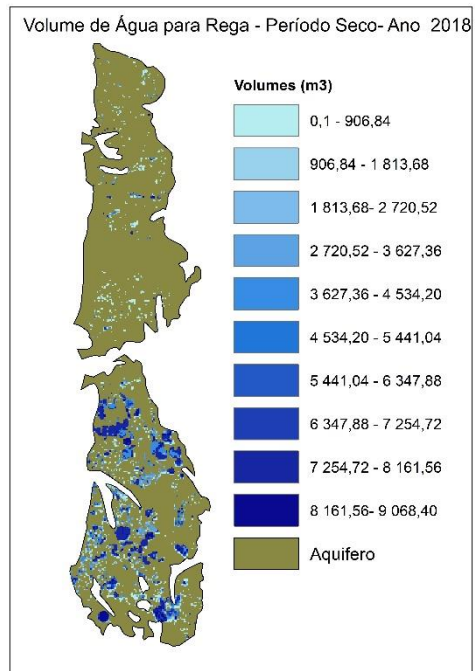 Volume de Água para Rega - Período Seco- Ano 2018
Volumes (m3)
0,1 - 906,84
906,84 - 1 813,68
1 813,68- 2 720,52
2 720,52 - 3 627,36
3 627,36 - 4 534,20
4 534,20 - 5 441,04
5 441,04 - 6 347,88
6 347,88 - 7 254,72
7 254,72 - 8 161,56
8 161,56- 9 068,40
Aquifero